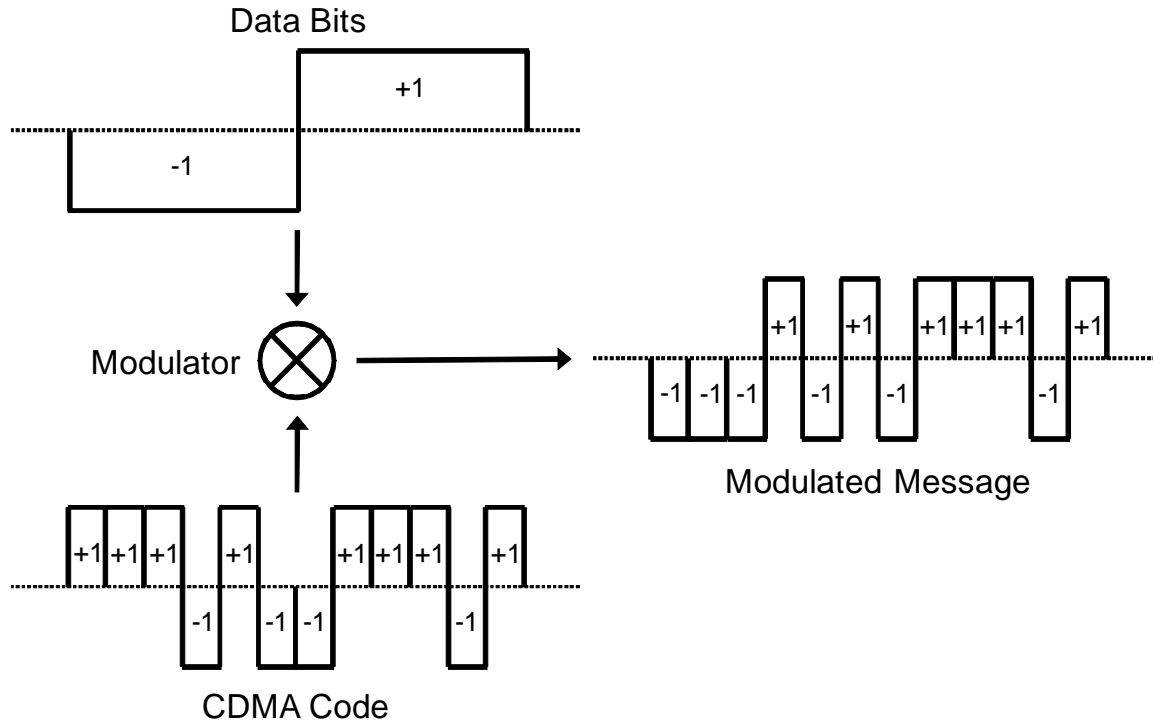 Data Bits
+1
-1
Modulator
+1 +1 +1 +1 +1 +1
-1 -1 -1 -1 -1 -1
Modulated Message
+1 +1 +1 +1 +1 +1 +1 +1
-1 -1 -1 -1
CDMA Code